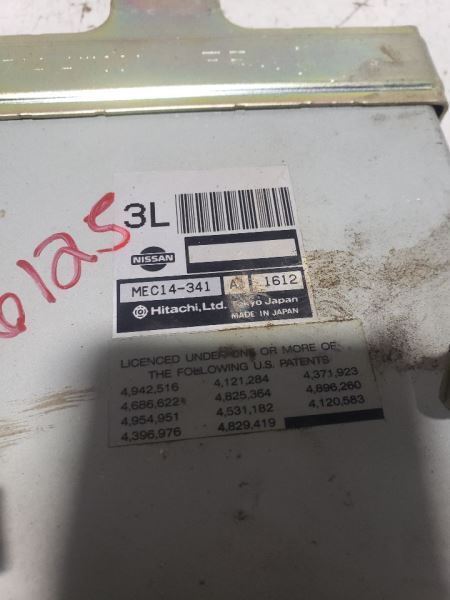 3L
NISSAN
MEC14-341 A 1612
Hitachi, Ltd. Tokyo Japan
MADE IN JAPAN
6125
LICENCED UNDER ONE OR MORE OF
THE FOLLOWING U.S. PATENTS
4,942,516 4,121,284 4,371,923
4,686,622 4,825,364 4,896,260
4,954,951 4,531,182 4,120,583
4,396,976 4,829,419